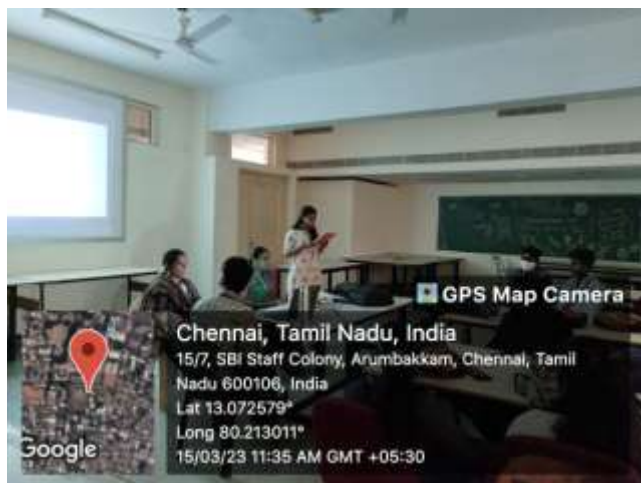 GPS Map Camera
Chennai, Tamil Nadu, India
15/7, SBI Staff Colony, Arumbakkam, Chennai, Tamil
Nadu 600106, India
Lat 13.072579°
Long 80.213011°
15/03/23 11:35 AM GMT +05:30
Google